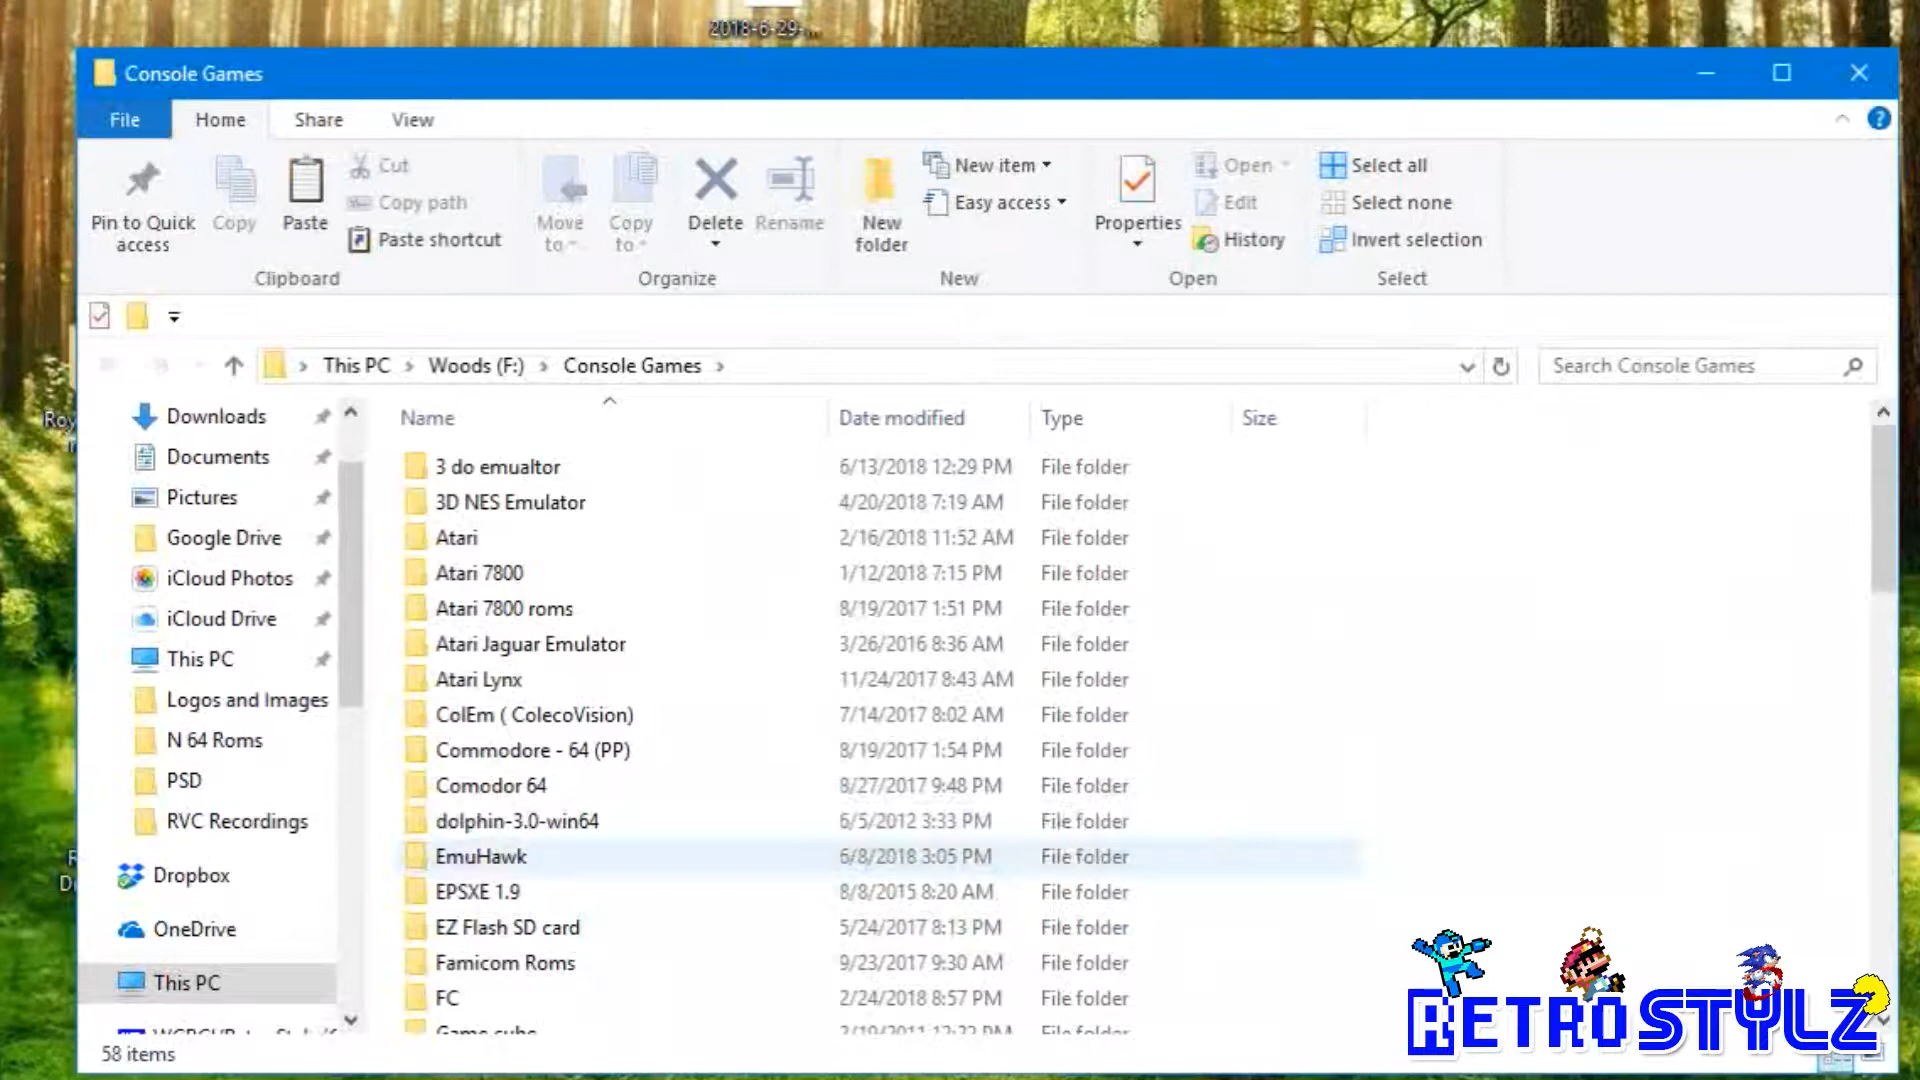 2018-6-29-...
Console Games
File
Home
Share
View
Pin to Quick access
Copy
Paste
Cut
Copy path
Paste shortcut
Clipboard
Move to
Copy to
Delete
Rename
Organize
New folder
New item
Easy access
New
Properties
Open
Edit
History
Open
Select all
Select none
Invert selection
Select
This PC > Woods (F:) > Console Games >
Search Console Games
Downloads
Documents
Pictures
Google Drive
iCloud Photos
iCloud Drive
This PC
Logos and Images
N 64 Roms
PSD
RVC Recordings
Dropbox
OneDrive
This PC
Name Date modified Type Size
3 do emualtor 6/13/2018 12:29 PM File folder
3D NES Emulator 4/20/2018 7:19 AM File folder
Atari 2/16/2018 11:52 AM File folder
Atari 7800 1/12/2018 7:15 PM File folder
Atari 7800 roms 8/19/2017 1:51 PM File folder
Atari Jaguar Emulator 3/26/2016 8:36 AM File folder
Atari Lynx 11/24/2017 8:43 AM File folder
ColEm ( ColecoVision) 7/14/2017 8:02 AM File folder
Commodore - 64 (PP) 8/19/2017 1:54 PM File folder
Comodor 64 8/27/2017 9:48 PM File folder
dolphin-3.0-win64 6/5/2012 3:33 PM File folder
EmuHawk 6/8/2018 3:05 PM File folder
EPSXE 1.9 8/8/2015 8:20 AM File folder
EZ Flash SD card 5/24/2017 8:13 PM File folder
Famicom Roms 9/23/2017 9:30 AM File folder
FC 2/24/2018 8:57 PM File folder
Game cube File folder
58 items
RETROSTYLZ